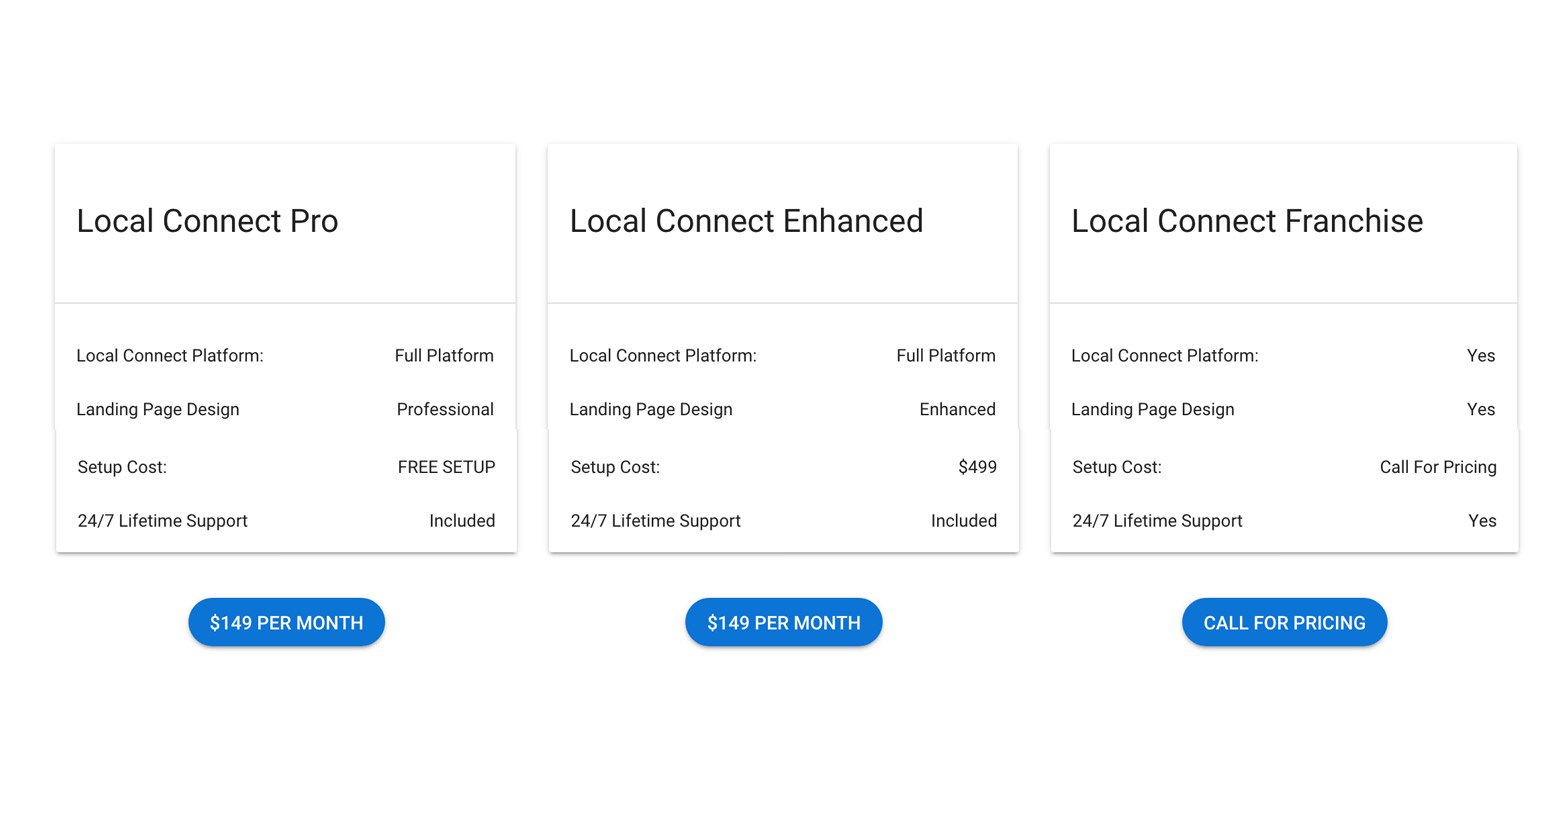 Local Connect Pro
Local Connect Platform: Full Platform
Landing Page Design Professional
Setup Cost: FREE SETUP
24/7 Lifetime Support Included
$149 PER MONTH
Local Connect Enhanced
Local Connect Platform: Full Platform
Landing Page Design Enhanced
Setup Cost: $499
24/7 Lifetime Support Included
$149 PER MONTH
Local Connect Franchise
Local Connect Platform: Yes
Landing Page Design Yes
Setup Cost: Call For Pricing
24/7 Lifetime Support Yes
CALL FOR PRICING